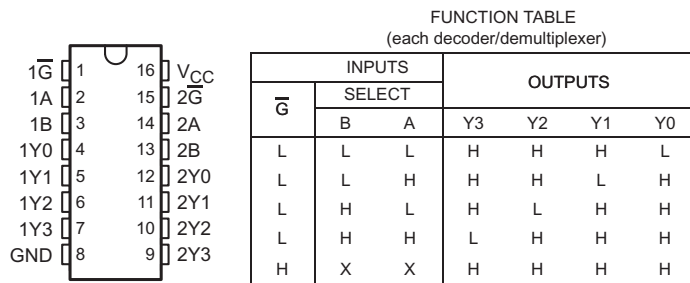 1G̅ 1 16 VCC
1A 2 15 2G̅
1B 3 14 2A
1Y0 4 13 2B
1Y1 5 12 2Y0
1Y2 6 11 2Y1
1Y3 7 10 2Y2
GND 8 9 2Y3
FUNCTION TABLE
(each decoder/demultiplexer)
INPUTS OUTPUTS
G̅ SELECT
B A Y3 Y2 Y1 Y0
L L L H H H L
L L H H H L H
L H L H L H H
L H H L H H H
H X X H H H H